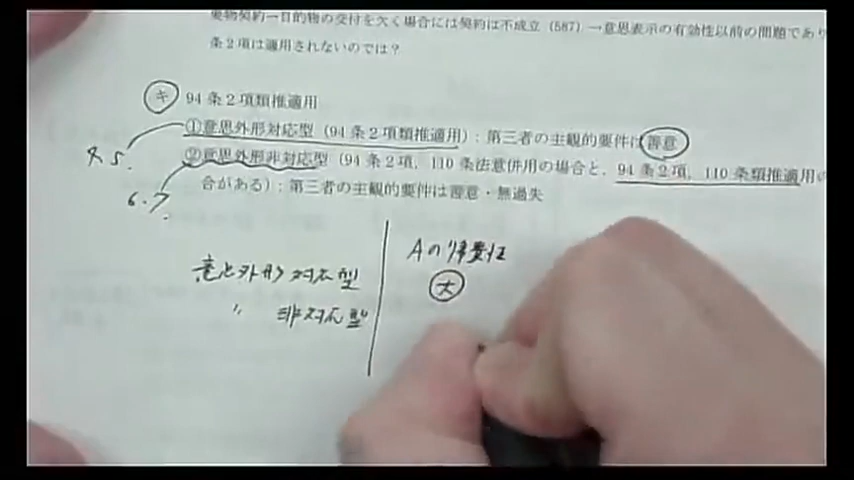 要物契約―目的物の交付を欠く場合には契約は不成立（587）→意思表示の有効性以前の問題であり
条2項は適用されないのでは？
キ 94条2項類推適用
①意思外形対応型（94条2項類推適用）：第三者の主観的要件は善意
②意思外形非対応型（94条2項，110条法意併用の場合と，94条2項，110条類推適用の
合がある）：第三者の主観的要件は善意・無過失
5.
6.7.
意思外形対応型
〃 非対応型
Aの帰責性
大